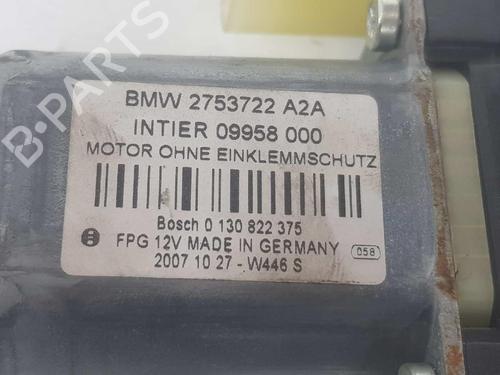 B-PARTS
BMW 2753722 A2A
INTIER 09958 000
MOTOR OHNE EINKLEMMSCHUTZ
Bosch 0 130 822 375
FPG 12V MADE IN GERMANY
058
2007 10 27 - W446 S